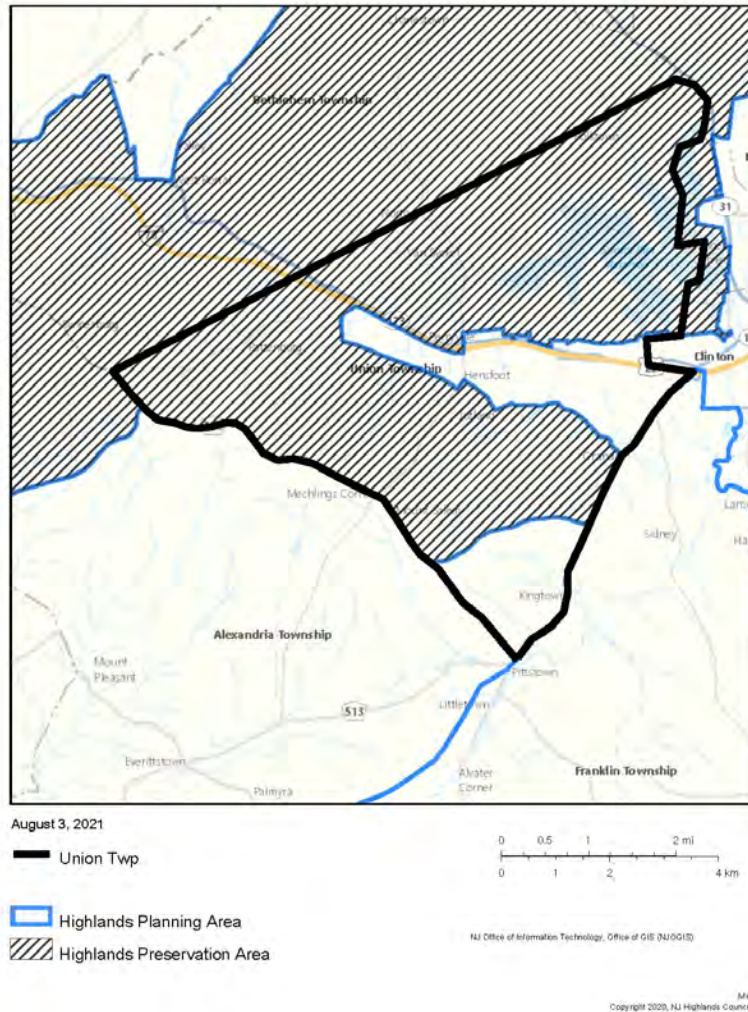 Bethlehem Township
31
78
Union Township
Hensfoot
Clinton
Mechlings Corner
Sidney
Kingtown
Alexandria Township
Mount
Pleasant
Pittstown
513
Littletown
Everittstown
Alvater
Corner
Franklin Township
Palmyra
August 3, 2021
Union Twp
0 0.5 1 2 mi
0 1 2 4 km
Highlands Planning Area
Highlands Preservation Area
NJ Office of Information Technology, Office of GIS (NJOGIS)
Copyright 2020, NJ Highlands Council